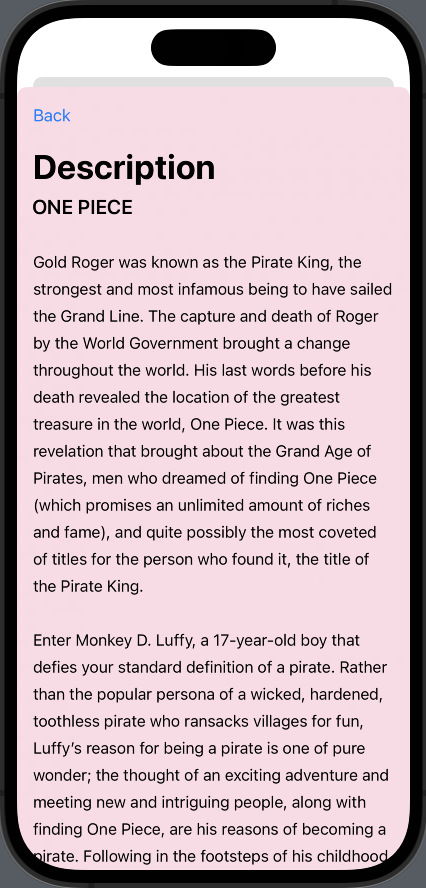 Back
Description
ONE PIECE
Gold Roger was known as the Pirate King, the
strongest and most infamous being to have sailed
the Grand Line. The capture and death of Roger
by the World Government brought a change
throughout the world. His last words before his
death revealed the location of the greatest
treasure in the world, One Piece. It was this
revelation that brought about the Grand Age of
Pirates, men who dreamed of finding One Piece
(which promises an unlimited amount of riches
and fame), and quite possibly the most coveted
of titles for the person who found it, the title of
the Pirate King.
Enter Monkey D. Luffy, a 17-year-old boy that
defies your standard definition of a pirate. Rather
than the popular persona of a wicked, hardened,
toothless pirate who ransacks villages for fun,
Luffy’s reason for being a pirate is one of pure
wonder; the thought of an exciting adventure and
meeting new and intriguing people, along with
finding One Piece, are his reasons of becoming a
pirate. Following in the footsteps of his childhood